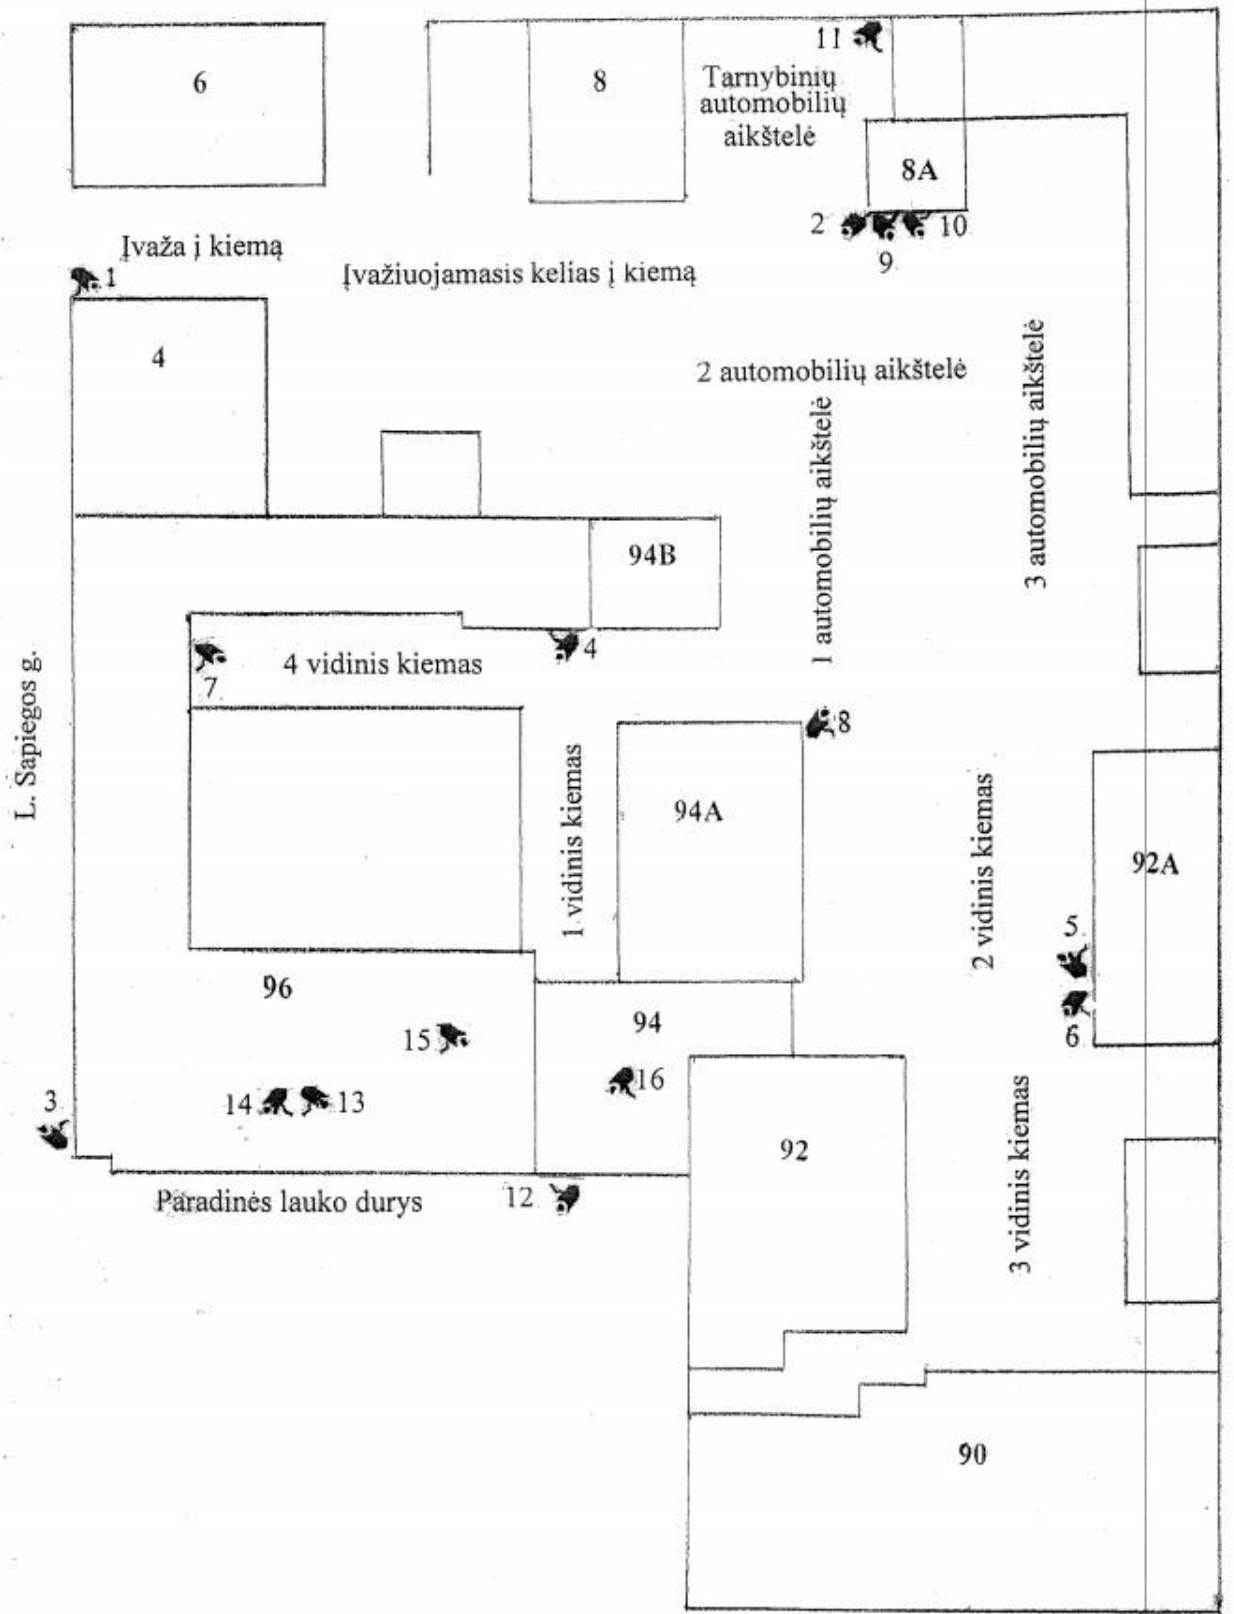 6
8
11
Tarnybinių
automobilių
aikštelė
8A
2
9
10
Įvaža į kiemą
1
Įvažiuojamasis kelias į kiemą
4
2 automobilių aikštelė
1 automobilių aikštelė
3 automobilių aikštelė
94B
4
7
4 vidinis kiemas
L. Sapiegos g.
8
1 vidinis kiemas
94A
2 vidinis kiemas
92A
5
6
96
15
94
14
13
16
3
92
Paradinės lauko durys
12
3 vidinis kiemas
90